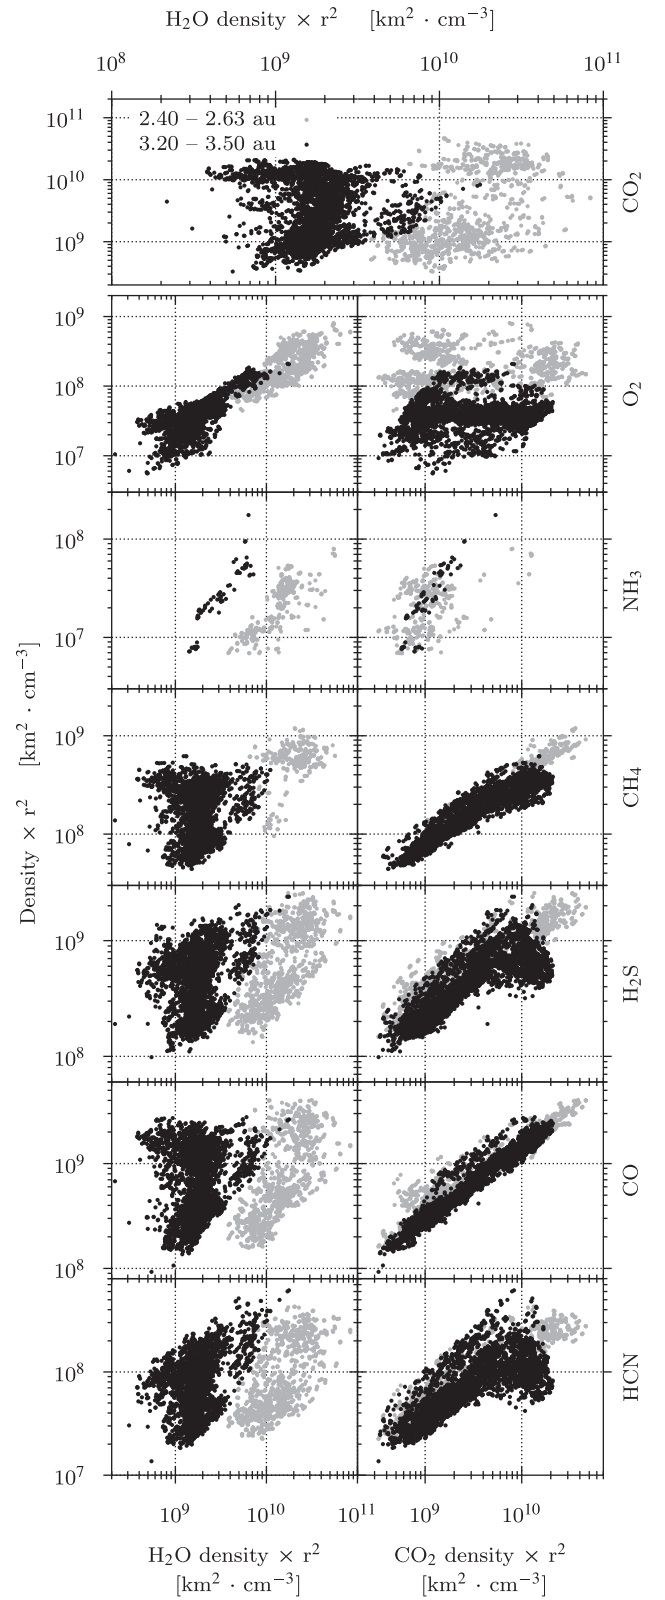 H₂O density × r² [km² · cm⁻³]
10⁸ 10⁹ 10¹⁰ 10¹¹
2.40 – 2.63 au
3.20 – 3.50 au
10¹¹
10¹⁰
10⁹
CO₂
10⁹
10⁸
10⁷
O₂
10⁸
10⁷
NH₃
Density × r² [km² · cm⁻³]
10⁹
10⁸
CH₄
10⁹
10⁸
H₂S
10⁹
10⁸
CO
10⁸
10⁷
HCN
10⁹ 10¹⁰ 10¹¹ 10⁹ 10¹⁰
H₂O density × r² CO₂ density × r²
[km² · cm⁻³] [km² · cm⁻³]